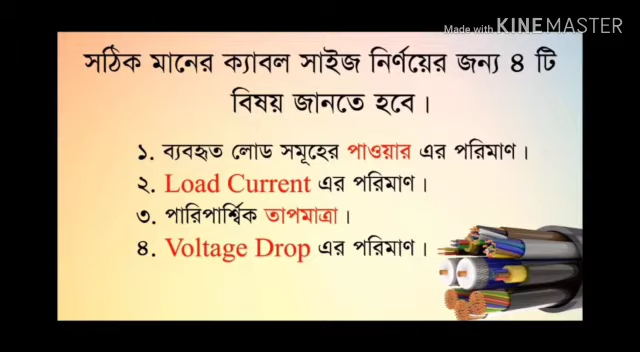 Made with KINEMASTER
সঠিক মানের ক্যাবল সাইজ নির্ণয়ের জন্য ৪ টি
বিষয় জানতে হবে।
১. ব্যবহৃত লোড সমূহের পাওয়ার এর পরিমাণ।
২. Load Current এর পরিমাণ।
৩. পারিপার্শ্বিক তাপমাত্রা।
৪. Voltage Drop এর পরিমাণ।